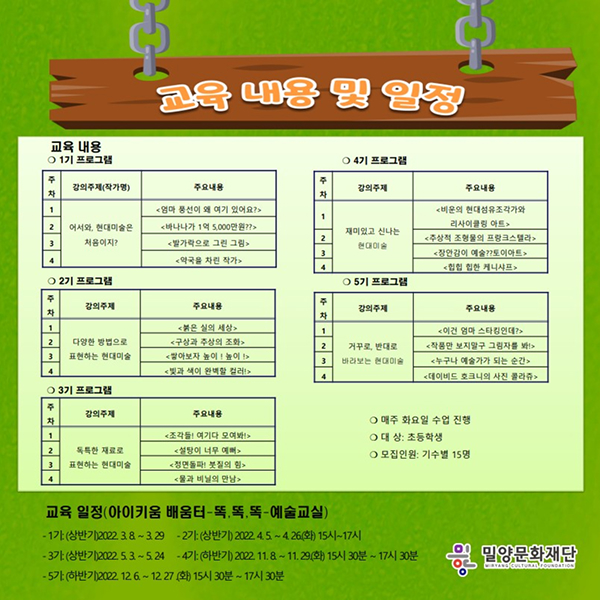 교육 내용 및 일정
교육 내용
❍ 1기 프로그램
주차 강의주제(작가명) 주요내용
어서와, 현대미술은 처음이지?
1 <엄마 풍선이 왜 여기 있어요?>
2 <바나나가 1억 5,000만원??>
3 <발가락으로 그린 그림>
4 <약국을 차린 작가>
❍ 2기 프로그램
주차 강의주제 주요내용
다양한 방법으로 표현하는 현대미술
1 <붉은 실의 세상>
2 <구상과 추상의 조화>
3 <쌓아보자 높이 ! 높이 !>
4 <빛과 색이 완벽할 컬러!>
❍ 3기 프로그램
주차 강의주제 주요내용
독특한 재료로 표현하는 현대미술
1 <조각들! 여기다 모여봐!>
2 <설탕이 너무 예뻐>
3 <정면돌파! 붓질의 힘>
4 <물과 비닐의 만남>
❍ 4기 프로그램
주차 강의주제 주요내용
재미있고 신나는 현대미술
1 <비운의 현대섬유조각가와 리사이클링 아트>
2 <추상적 조형물의 프랑크스텔라>
3 <장안감이 예술??토이아트>
4 <힙힙 힙한 케니샤프>
❍ 5기 프로그램
주차 강의주제 주요내용
거꾸로, 반대로 바라보는 현대미술
1 <이건 엄마 스타킹인데?>
2 <작품만 보지말구 그림자를 봐!>
3 <누구나 예술가가 되는 순간>
4 <데이비드 호크니의 사진 콜라쥬>
❍ 매주 화요일 수업 진행
❍ 대 상: 초등학생
❍ 모집인원: 기수별 15명
교육 일정(아이키움 배움터-똑,똑,똑-예술교실)
- 1기: (상반기)2022. 3. 8. ~ 3. 29 - 2기: (상반기) 2022. 4. 5. ~ 4. 26.(화) 15시~17시
- 3기: (상반기)2022. 5. 3. ~ 5. 24 - 4기: (하반기) 2022. 11. 8. ~ 11. 29(화) 15시 30분 ~ 17시 30분
- 5기: (하반기)2022. 12. 6. ~ 12. 27 .(화) 15시 30분 ~ 17시 30분
밀양문화재단
MIRYANG CULTURAL FOUNDATION